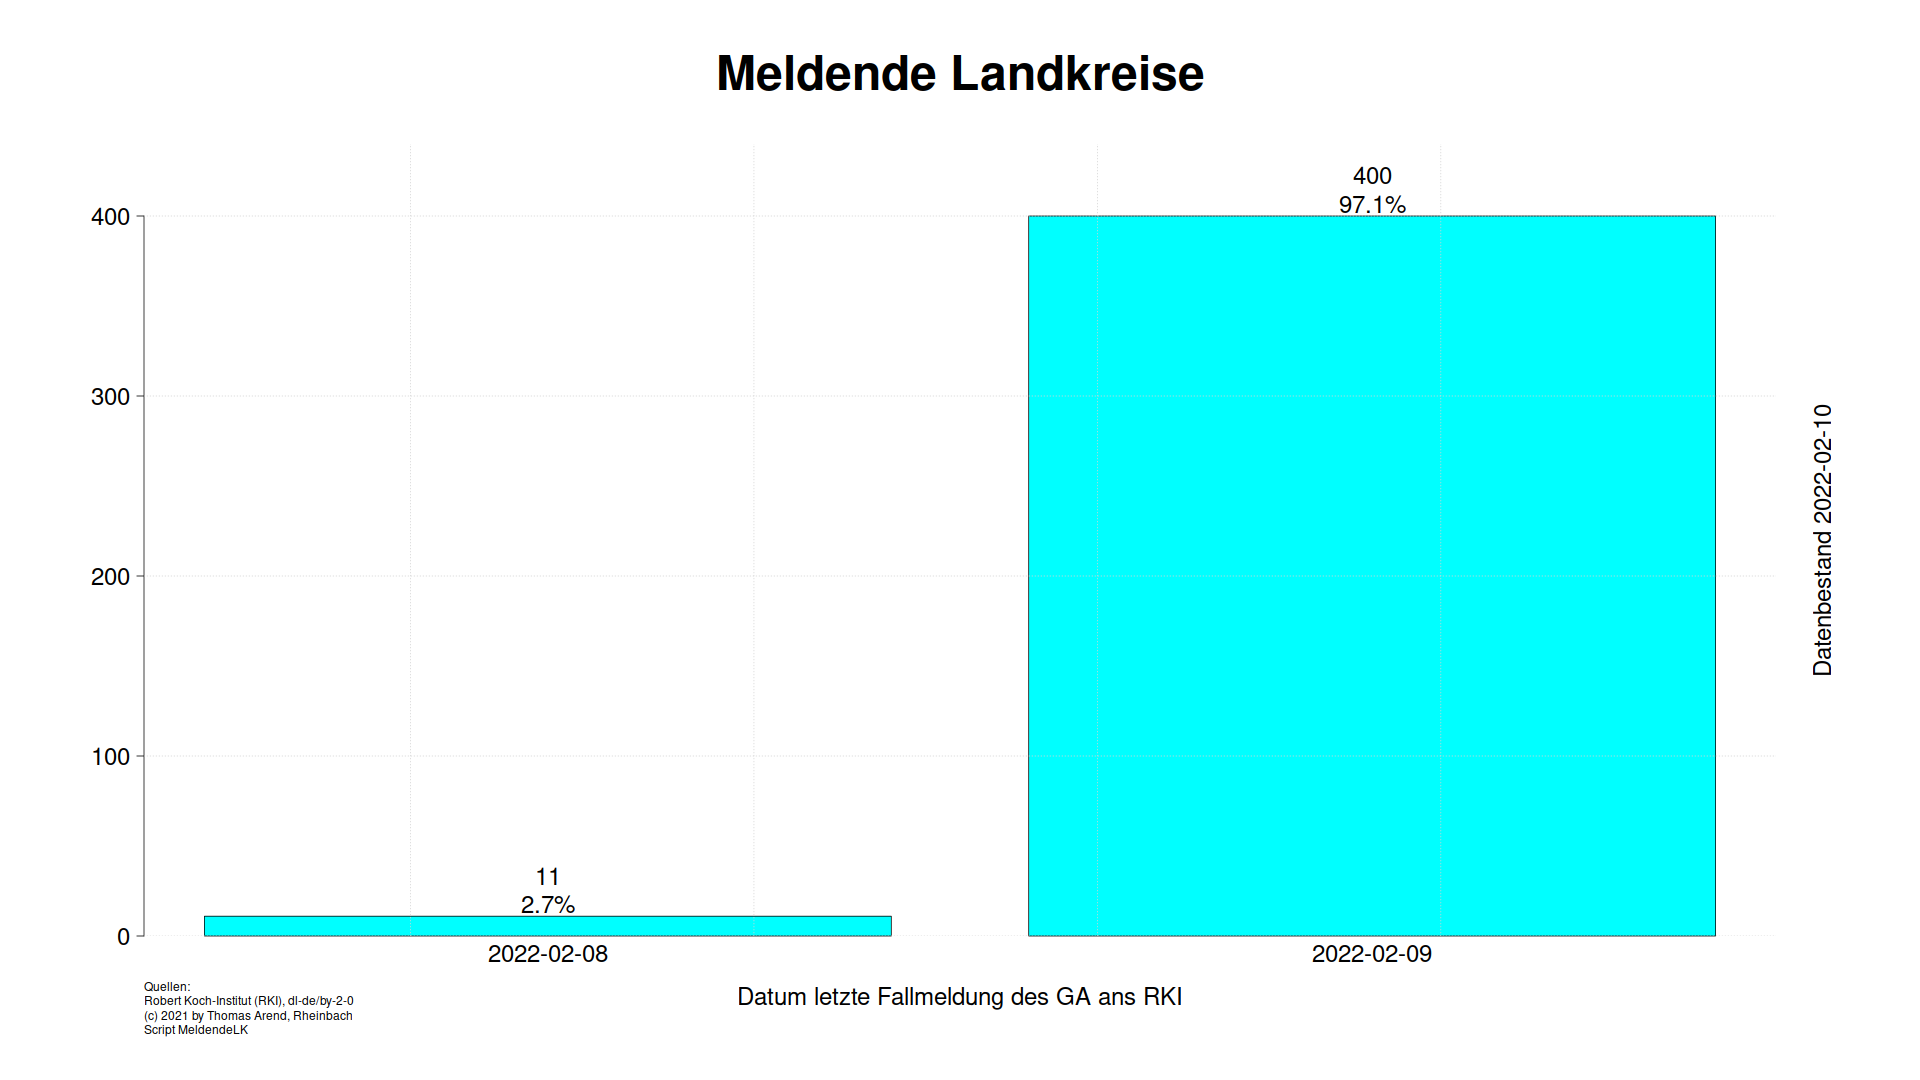 Meldende Landkreise
400
97.1%
400
300
200
100
0
11
2.7%
2022-02-08
2022-02-09
Datum letzte Fallmeldung des GA ans RKI
Datenbestand 2022-02-10
Quellen:
Robert Koch-Institut (RKI), dl-de/by-2-0
(c) 2021 by Thomas Arend, Rheinbach
Script MeldendeLK